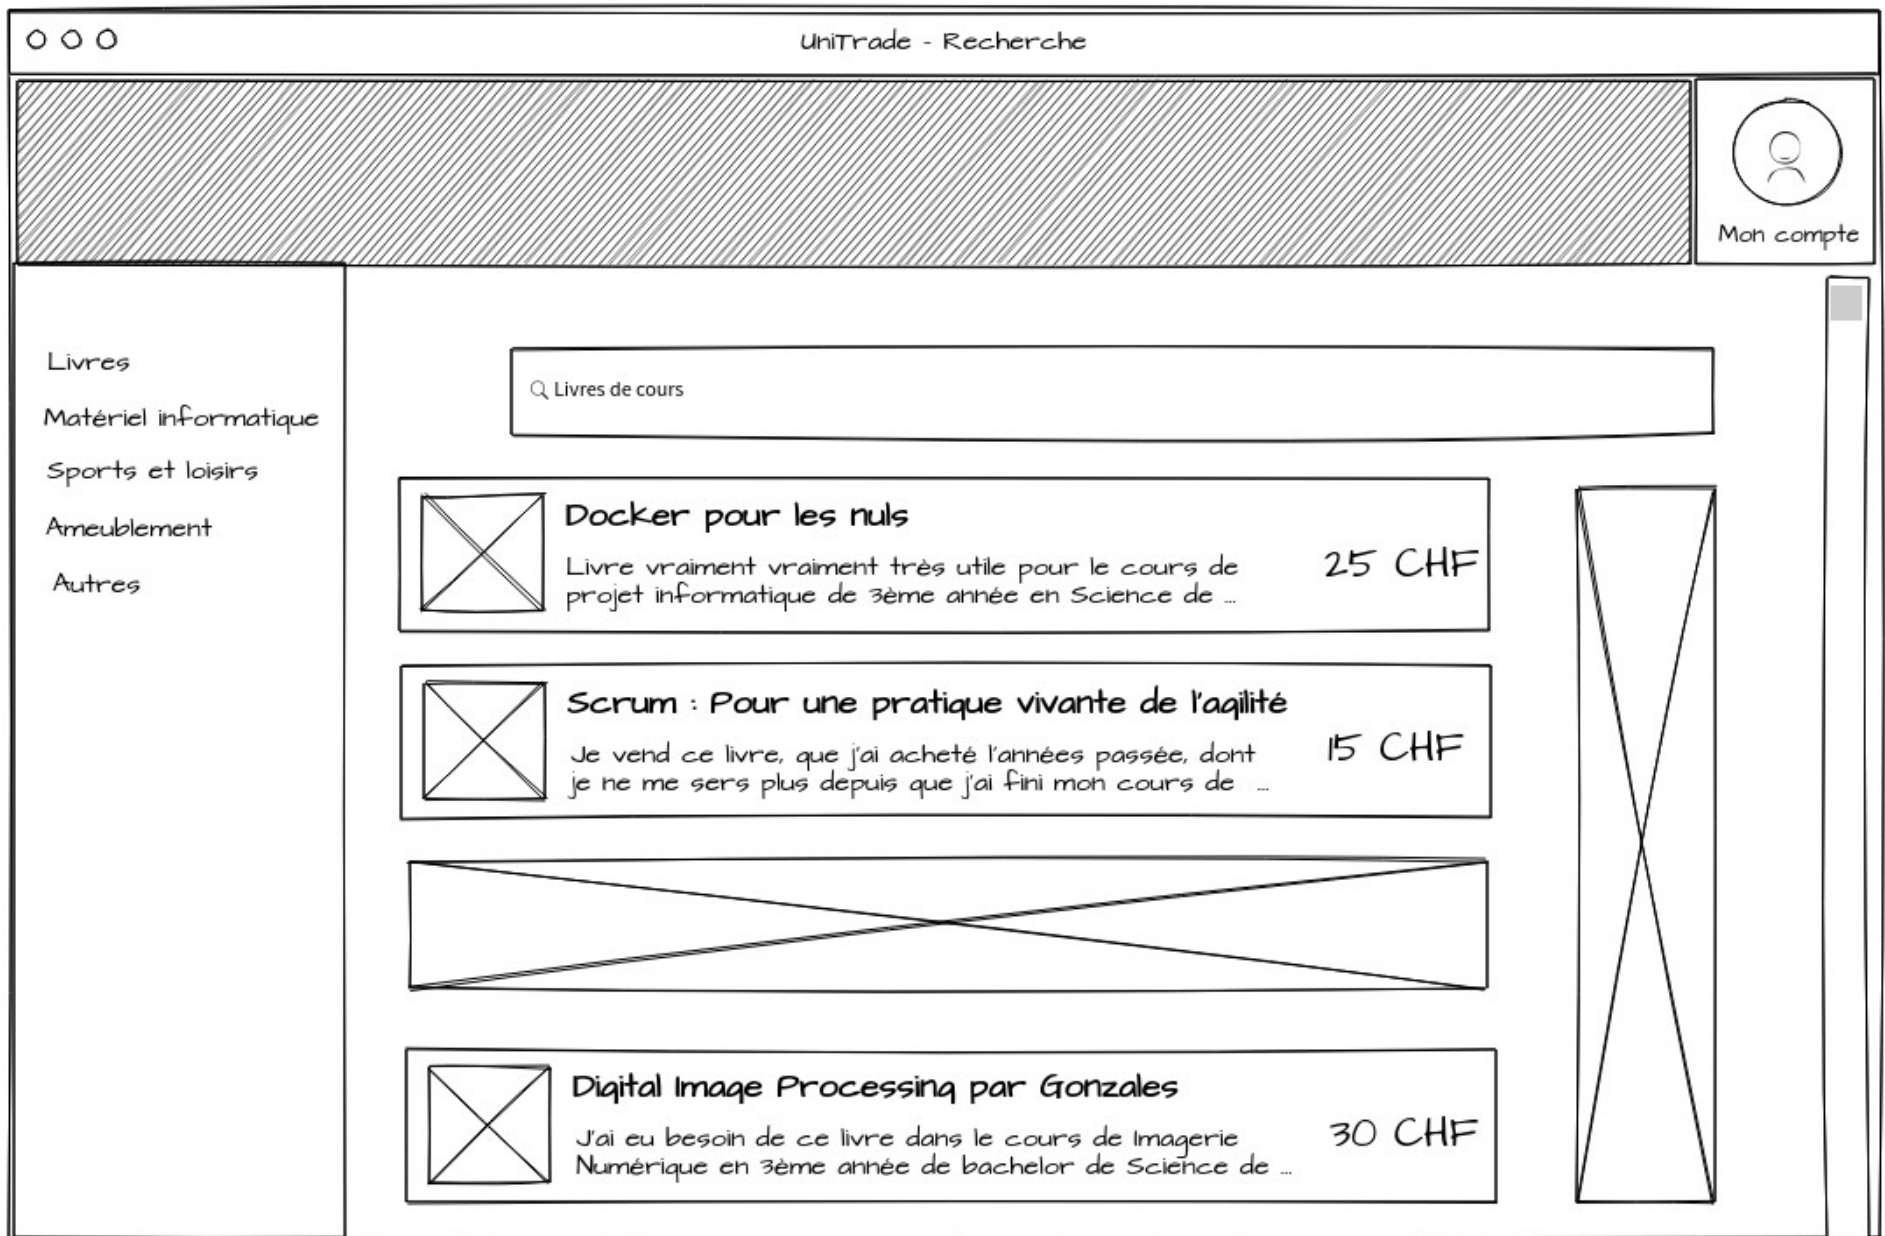 UniTrade - Recherche
Mon compte
Livres
Matériel informatique
Sports et loisirs
Ameublement
Autres
Livres de cours
Docker pour les nuls
Livre vraiment vraiment très utile pour le cours de
projet informatique de 3ème année en Science de ...
25 CHF
Scrum : Pour une pratique vivante de l'agilité
Je vend ce livre, que j'ai acheté l'années passée, dont
je ne me sers plus depuis que j'ai fini mon cours de ...
15 CHF
Digital Image Processing par Gonzales
J'ai eu besoin de ce livre dans le cours de Imagerie
Numérique en 3ème année de bachelor de Science de ...
30 CHF